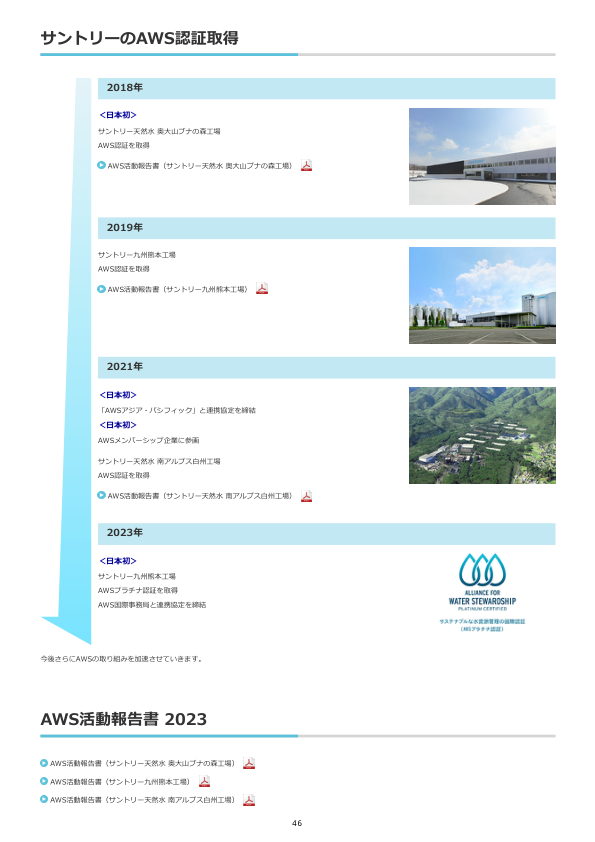 サントリーのAWS認証取得
2018年
＜日本初＞
サントリー天然水 奥大山ブナの森工場
AWS認証を取得
AWS活動報告書（サントリー天然水 奥大山ブナの森工場）
2019年
サントリー九州熊本工場
AWS認証を取得
AWS活動報告書（サントリー九州熊本工場）
2021年
＜日本初＞
「AWSアジア・パシフィック」と連携協定を締結
＜日本初＞
AWSメンバーシップ企業に参画
サントリー天然水 南アルプス白州工場
AWS認証を取得
AWS活動報告書（サントリー天然水 南アルプス白州工場）
2023年
＜日本初＞
サントリー九州熊本工場
AWSプラチナ認証を取得
AWS国際事務局と連携協定を締結
ALLIANCE FOR
WATER STEWARDSHIP
PLATINUM CERTIFIED
サステナブルな水資源管理の国際認証
（AWSプラチナ認証）
今後さらにAWSの取り組みを加速させていきます。
AWS活動報告書 2023
AWS活動報告書（サントリー天然水 奥大山ブナの森工場）
AWS活動報告書（サントリー九州熊本工場）
AWS活動報告書（サントリー天然水 南アルプス白州工場）
46